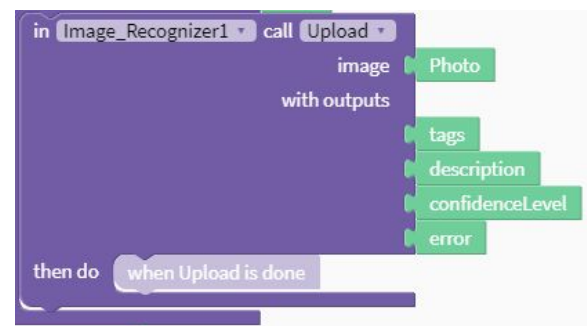 in Image_Recognizer1 call Upload
image Photo
with outputs
tags
description
confidenceLevel
error
then do when Upload is done